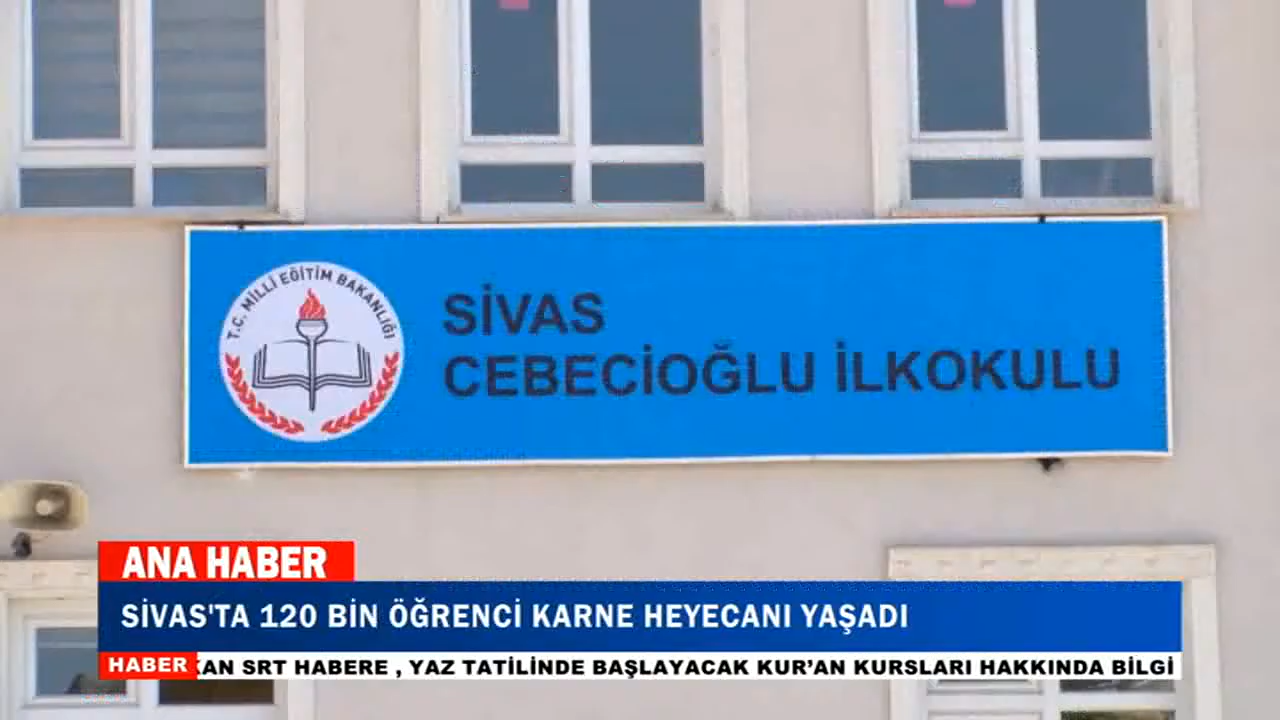 T.C. MİLLİ EĞİTİM BAKANLIĞI
SİVAS
CEBECİOĞLU İLKOKULU
ANA HABER
SİVAS'TA 120 BİN ÖĞRENCİ KARNE HEYECANI YAŞADI
HABER
KAN SRT HABERE , YAZ TATİLİNDE BAŞLAYACAK KUR’AN KURSLARI HAKKINDA BİLGİ